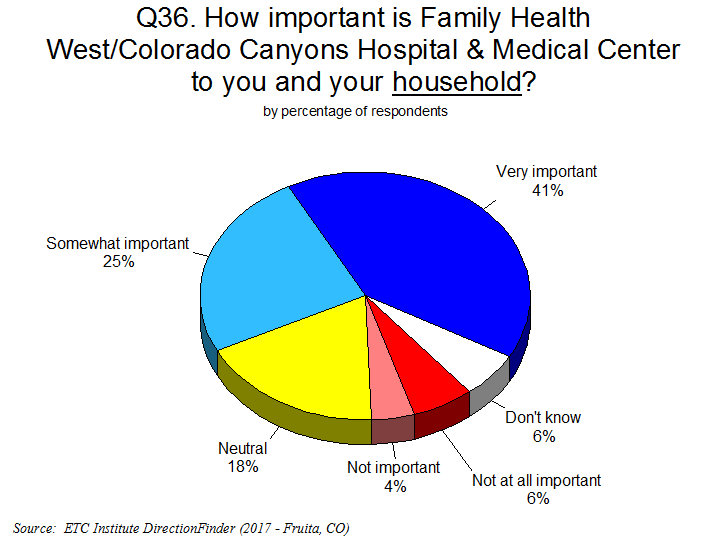 Q36. How important is Family Health
West/Colorado Canyons Hospital & Medical Center
to you and your household?
by percentage of respondents
Very important
41%
Somewhat important
25%
Don't know
6%
Neutral
18%
Not important
4%
Not at all important
6%
Source:  ETC Institute DirectionFinder (2017 - Fruita, CO)